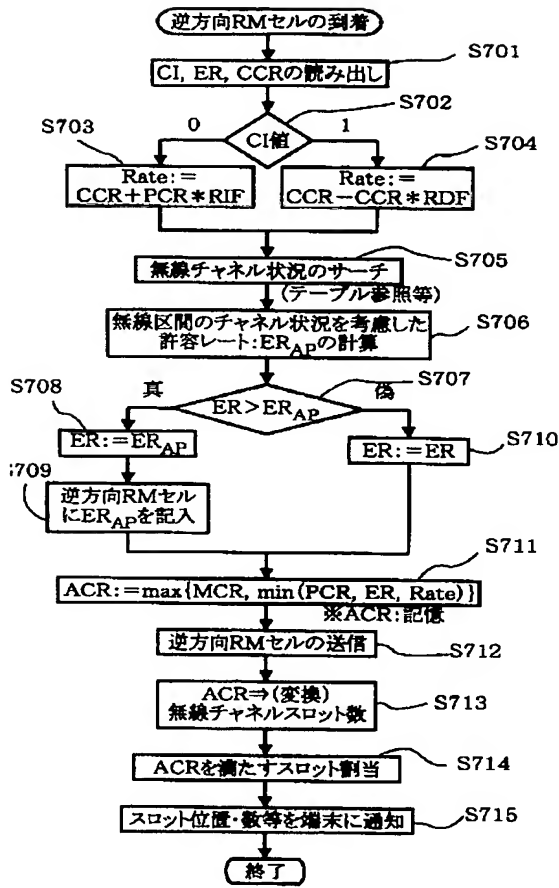 逆方向RMセルの到着
S701
CI, ER, CCRの読み出し
S702
S703
0
CI値
1
S704
Rate:=
CCR+PCR*RIF
Rate:=
CCR−CCR*RDF
S705
無線チャネル状況のサーチ
(テーブル参照等)
無線区間のチャネル状況を考慮した
許容レート:ERAPの計算
S706
S707
S708
真
ER>ERAP
偽
ER:=ERAP
ER:=ER
S710
S709
逆方向RMセル
にERAPを記入
S711
ACR:=max{MCR, min(PCR, ER, Rate)}
※ACR:記憶
逆方向RMセルの送信
S712
ACR⇒(変換)
無線チャネルスロット数
S713
ACRを満たすスロット割当
S714
スロット位置・数等を端末に通知
S715
終了